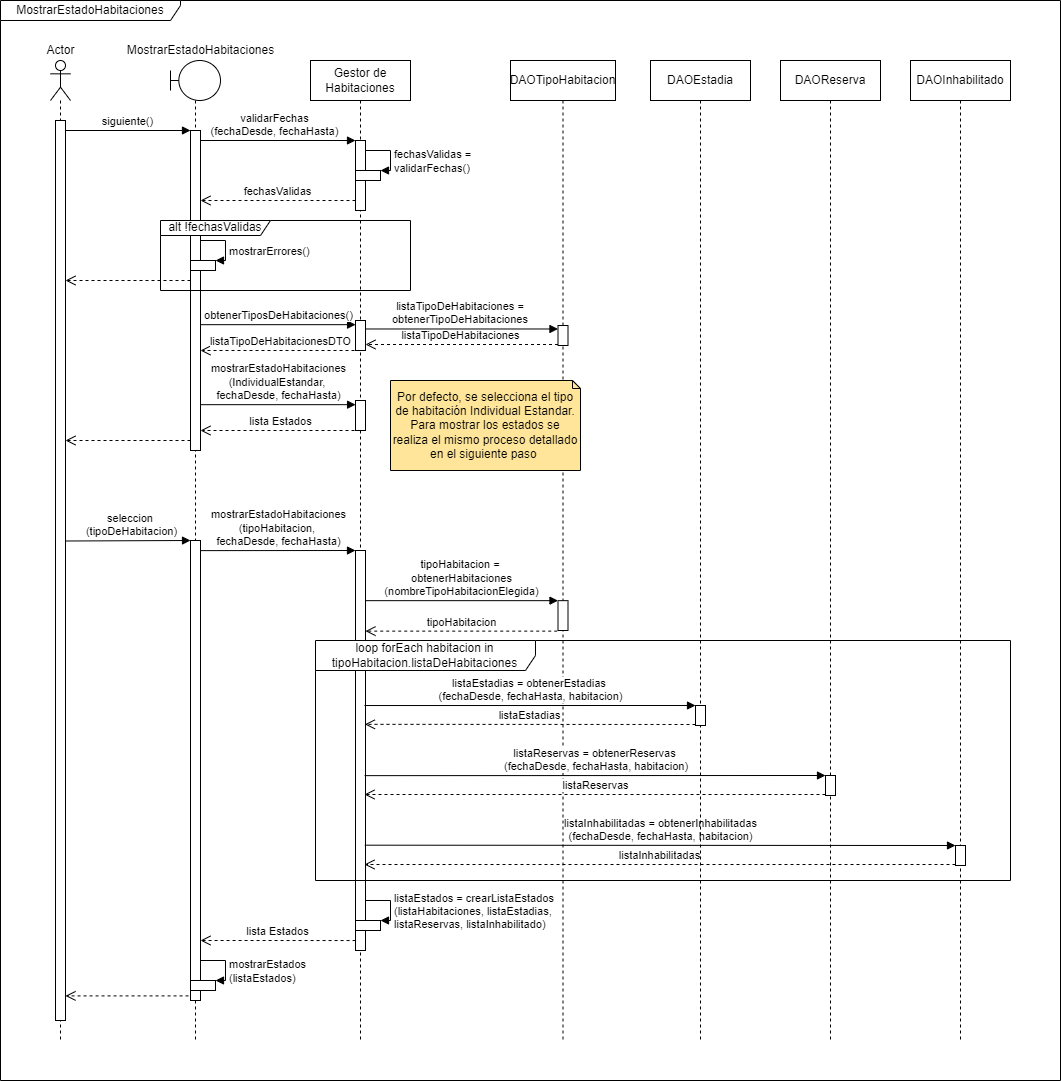 MostrarEstadoHabitaciones
Actor
MostrarEstadoHabitaciones
Gestor de
Habitaciones
DAOTipoHabitacion
DAOEstadia
DAOReserva
DAOInhabilitado
siguiente()
validarFechas
(fechaDesde, fechaHasta)
fechasValidas =
validarFechas()
fechasValidas
alt !fechasValidas
mostrarErrores()
obtenerTiposDeHabitaciones()
listaTipoDeHabitaciones =
obtenerTipoDeHabitaciones
listaTipoDeHabitaciones
listaTipoDeHabitacionesDTO
mostrarEstadoHabitaciones
(IndividualEstandar,
fechaDesde, fechaHasta)
lista Estados
Por defecto, se selecciona el tipo
de habitación Individual Estandar.
Para mostrar los estados se
realiza el mismo proceso detallado
en el siguiente paso
seleccion
(tipoDeHabitacion)
mostrarEstadoHabitaciones
(tipoHabitacion,
fechaDesde, fechaHasta)
tipoHabitacion =
obtenerHabitaciones
(nombreTipoHabitacionElegida)
tipoHabitacion
loop forEach habitacion in
tipoHabitacion.listaDeHabitaciones
listaEstadias = obtenerEstadias
(fechaDesde, fechaHasta, habitacion)
listaEstadias
listaReservas = obtenerReservas
(fechaDesde, fechaHasta, habitacion)
listaReservas
listaInhabilitadas = obtenerInhabilitadas
(fechaDesde, fechaHasta, habitacion)
listaInhabilitadas
listaEstados = crearListaEstados
(listaHabitaciones, listaEstadias,
listaReservas, listaInhabilitado)
lista Estados
mostrarEstados
(listaEstados)